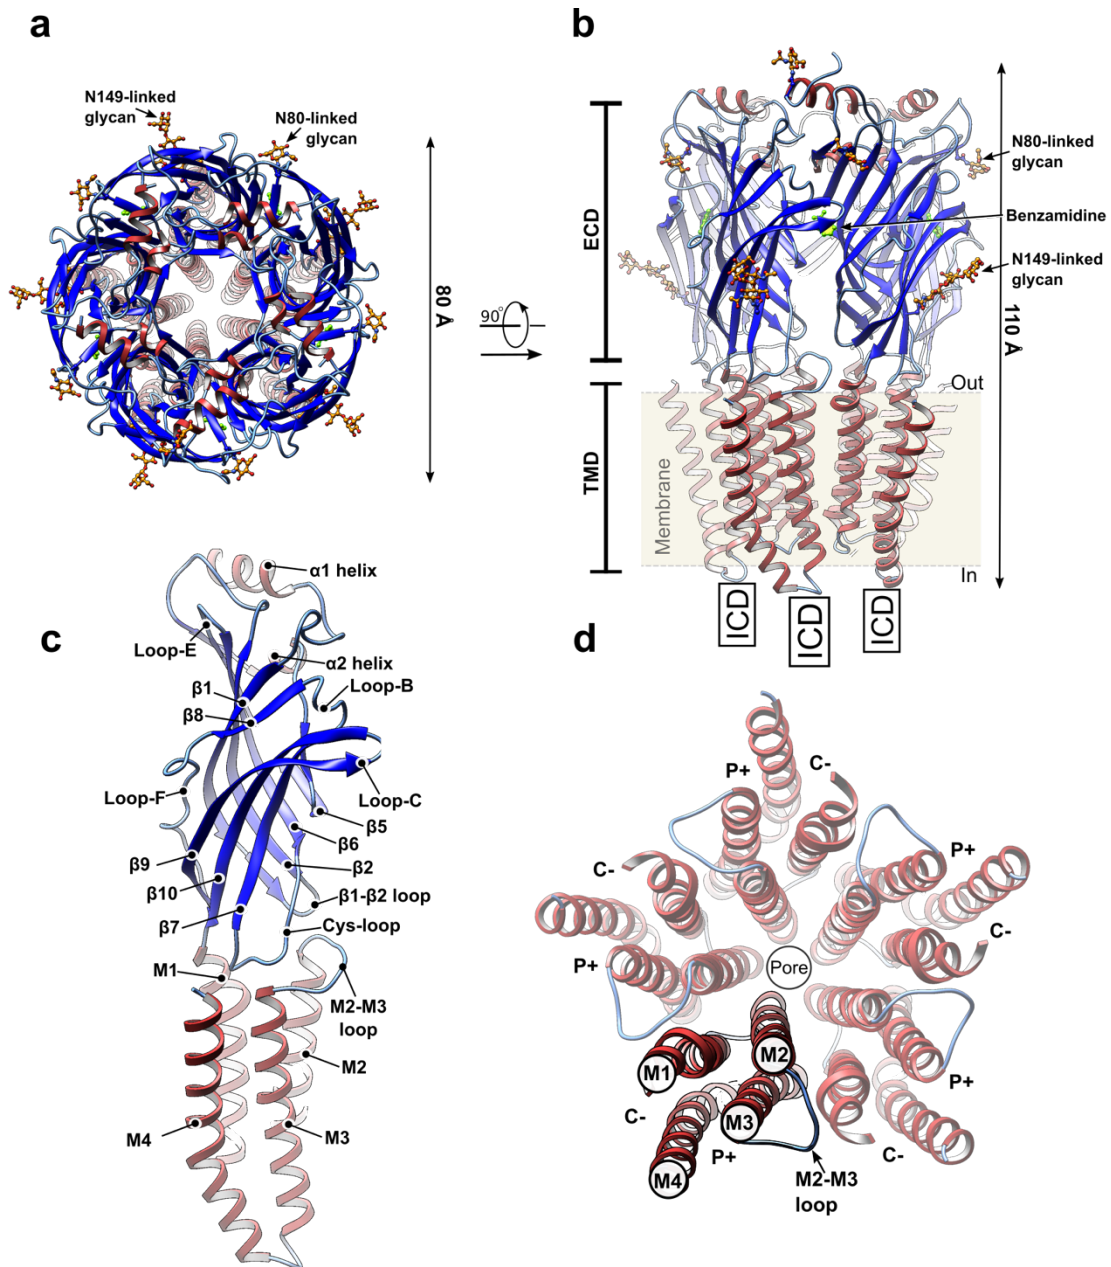 a
N149-linked
glycan
N80-linked
glycan
80 Å
90°
b
ECD
TMD
N80-linked
glycan
Benzamidine
N149-linked
glycan
110 Å
Out
Membrane
In
ICD
ICD
ICD
c
α1 helix
Loop-E
α2 helix
β1
Loop-B
β8
Loop-F
Loop-C
β5
β6
β9
β2
β10
β1-β2 loop
β7
Cys-loop
M1
M2-M3
loop
M2
M4
M3
d
P+
C-
P+
C-
C-
P+
Pore
M1
M2
P+
C-
M3
C-
P+
M4
M2-M3
loop